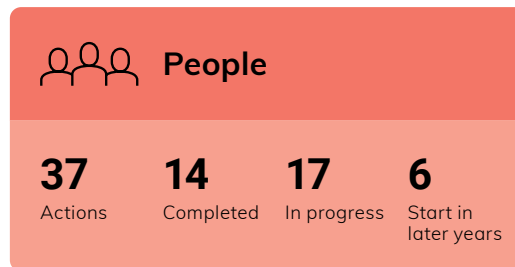 People
37 14 17 6
Actions Completed In progress Start in
later years